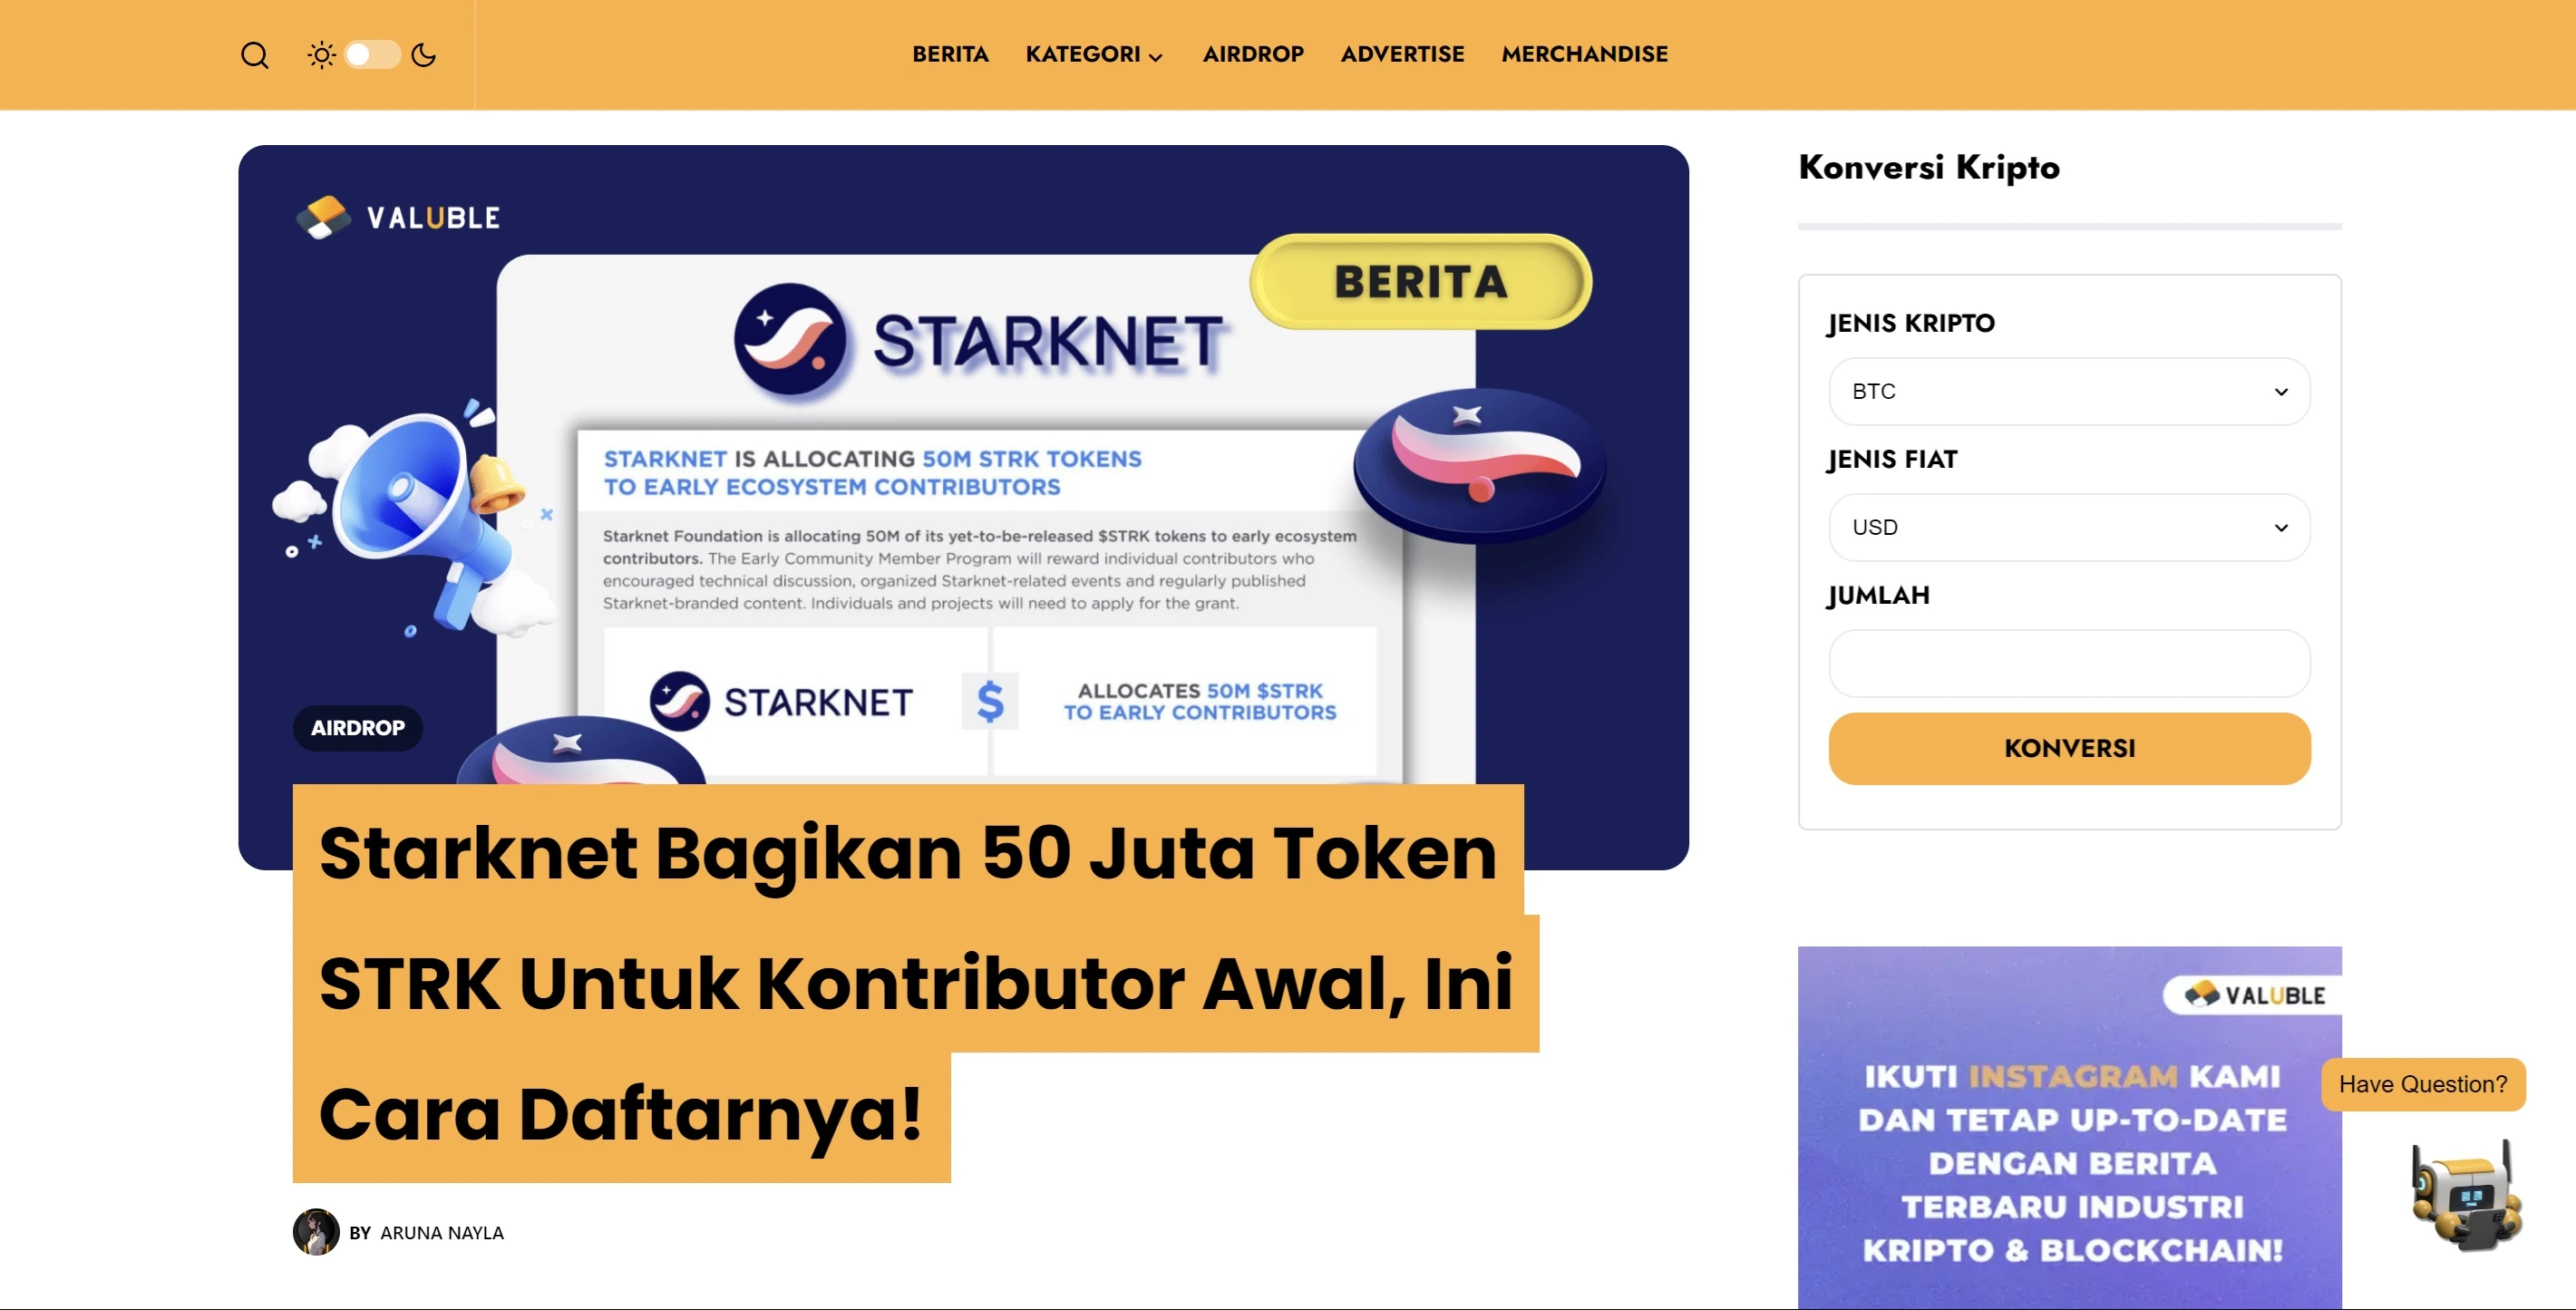 BERITA KATEGORI AIRDROP ADVERTISE MERCHANDISE
VALUBLE
BERITA
STARKNET
STARKNET IS ALLOCATING 50M STRK TOKENS
TO EARLY ECOSYSTEM CONTRIBUTORS
Starknet Foundation is allocating 50M of its yet-to-be-released $STRK tokens to early ecosystem
contributors. The Early Community Member Program will reward individual contributors who
encouraged technical discussion, organized Starknet-related events and regularly published
Starknet-branded content. Individuals and projects will need to apply for the grant.
STARKNET
$
ALLOCATES 50M $STRK
TO EARLY CONTRIBUTORS
AIRDROP
Starknet Bagikan 50 Juta Token
STRK Untuk Kontributor Awal, Ini
Cara Daftarnya!
BY ARUNA NAYLA
Konversi Kripto
JENIS KRIPTO
BTC
JENIS FIAT
USD
JUMLAH
KONVERSI
VALUBLE
IKUTI INSTAGRAM KAMI
DAN TETAP UP-TO-DATE
DENGAN BERITA
TERBARU INDUSTRI
KRIPTO & BLOCKCHAIN!
Have Question?